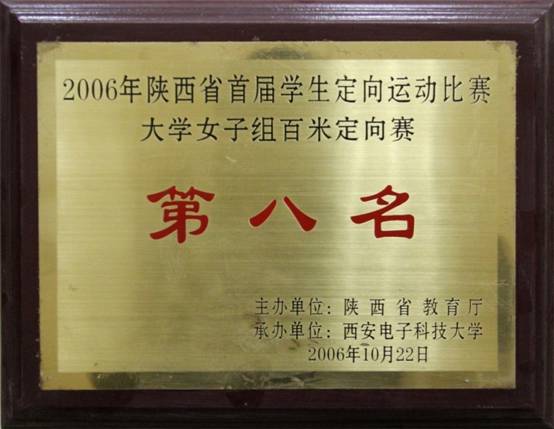 2006年陕西省首届学生定向运动比赛
大学女子组百米定向赛
第八名
主办单位：陕西省教育厅
承办单位：西安电子科技大学
2006年10月22日